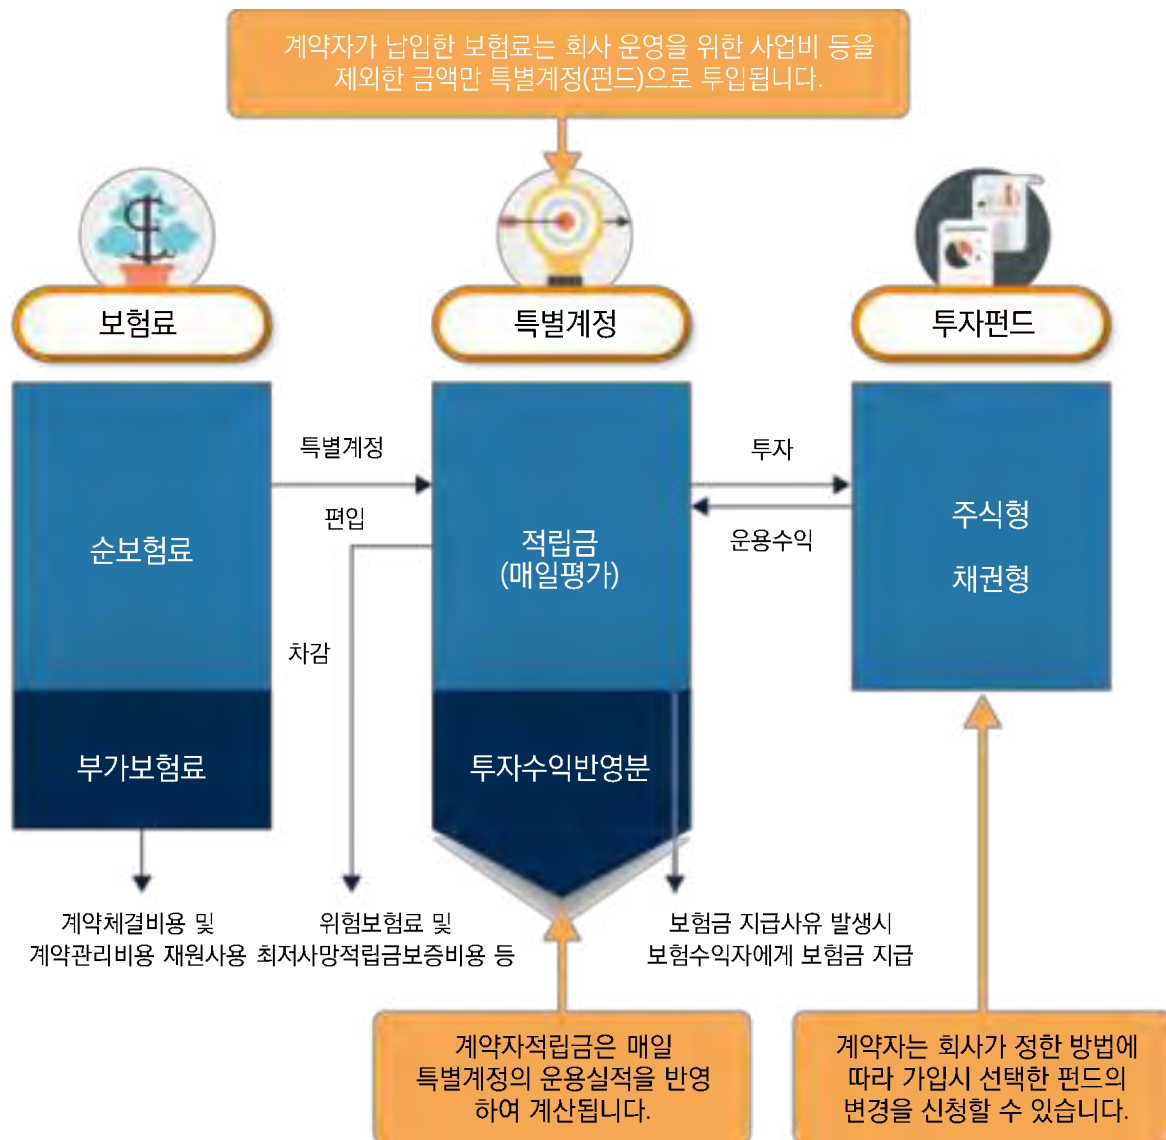 계약자가 납입한 보험료는 회사 운영을 위한 사업비 등을
제외한 금액만 특별계정(펀드)으로 투입됩니다.
보험료
특별계정
투자펀드
특별계정
편입
투자
운용수익
순보험료
적립금
(매일평가)
주식형
채권형
차감
부가보험료
투자수익반영분
계약체결비용 및
계약관리비용 재원사용
위험보험료 및
최저사망적립금보증비용 등
보험금 지급사유 발생시
보험수익자에게 보험금 지급
계약자적립금은 매일
특별계정의 운용실적을 반영
하여 계산됩니다.
계약자는 회사가 정한 방법에
따라 가입시 선택한 펀드의
변경을 신청할 수 있습니다.